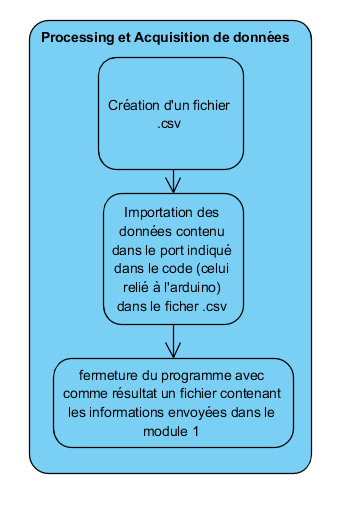 Processing et Acquisition de données
Création d'un fichier
.csv
Importation des
données contenu
dans le port indiqué
dans le code (celui
relié à l'arduino)
dans le ficher .csv
fermeture du programme avec
comme résultat un fichier contenant
les informations envoyées dans le
module 1